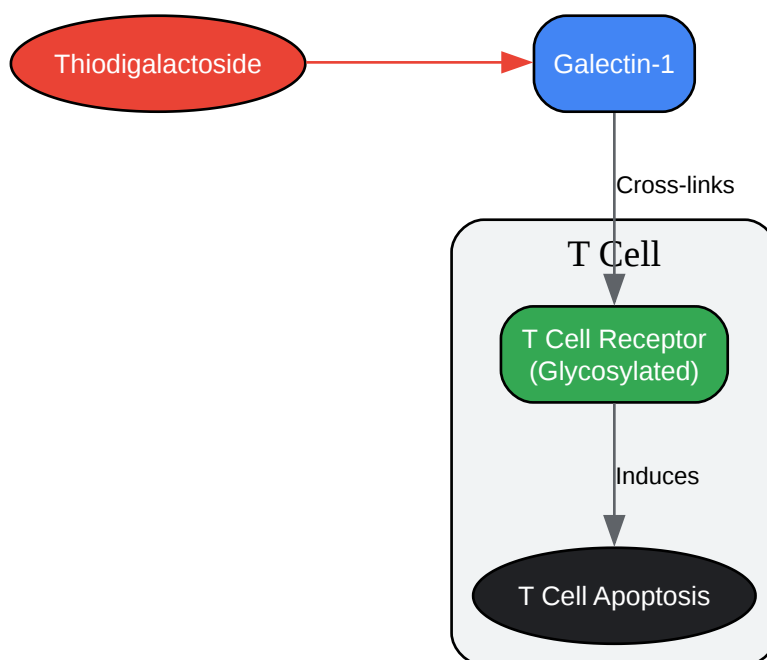 Thiodigalactoside
Galectin-1
Cross-links
T Cell
T Cell Receptor
(Glycosylated)
Induces
T Cell Apoptosis